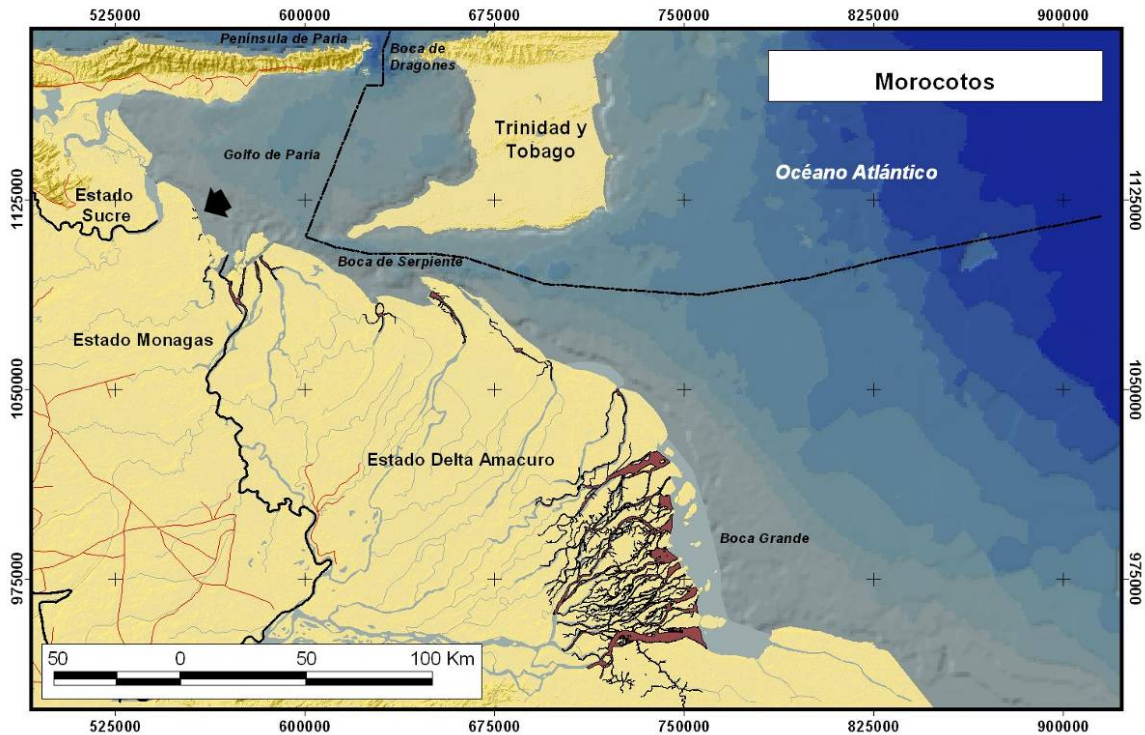 525000 600000 675000 750000 825000 900000
Península de Paria
Boca de
Dragones
Morocotos
Trinidad y
Tobago
Golfo de Paria
Océano Atlántico
1125000
1125000
Estado
Sucre
Boca de Serpiente
Estado Monagas
1050000
1050000
Estado Delta Amacuro
Boca Grande
975000
975000
50 0 50 100 Km
525000 600000 675000 750000 825000 900000